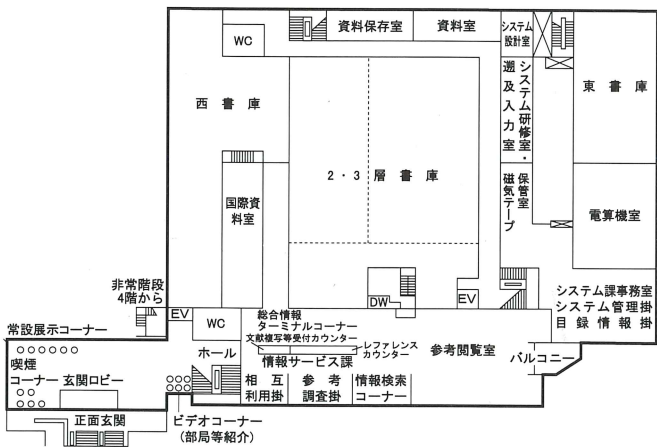 WC
資料保存室
資料室
システム
設計室
西書庫
2・3層書庫
遡及入力室
システム研修室・
東書庫
国際資
料室
磁気テープ
保管室
電算機室
非常階段
4階から
EV
WC
DW
EV
システム課事務室
システム管理掛
目録情報掛
常設展示コーナー
総合情報
ターミナルコーナー
文献複写等受付カウンター
レファレンス
カウンター
情報サービス課
参考閲覧室
バルコニー
ホール
喫煙
コーナー
玄関ロビー
相互
利用掛
参考
調査掛
情報検索
コーナー
正面玄関
ビデオコーナー
(部局等紹介)